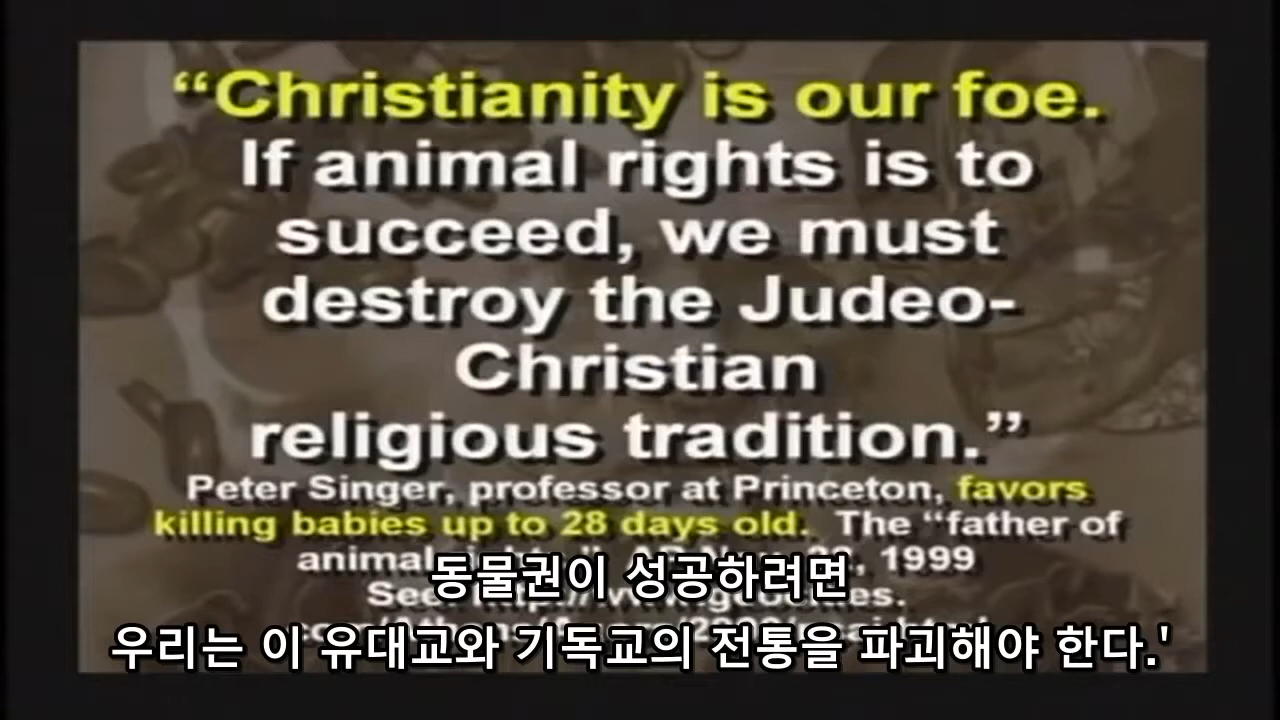 “Christianity is our foe.
If animal rights is to
succeed, we must
destroy the Judeo-
Christian
religious tradition.”
Peter Singer, professor at Princeton, favors
killing babies up to 28 days old. The “father of
animal , 1999
동물권이 성공하려면
See:
우리는 이 유대교와 기독교의 전통을 파괴해야 한다.'